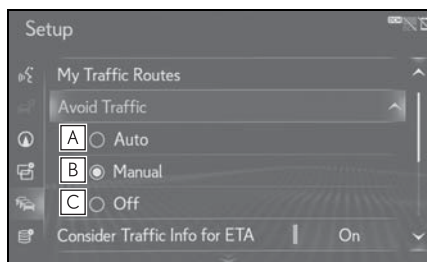 Setup
My Traffic Routes
Avoid Traffic
A Auto
B Manual
C Off
Consider Traffic Info for ETA On